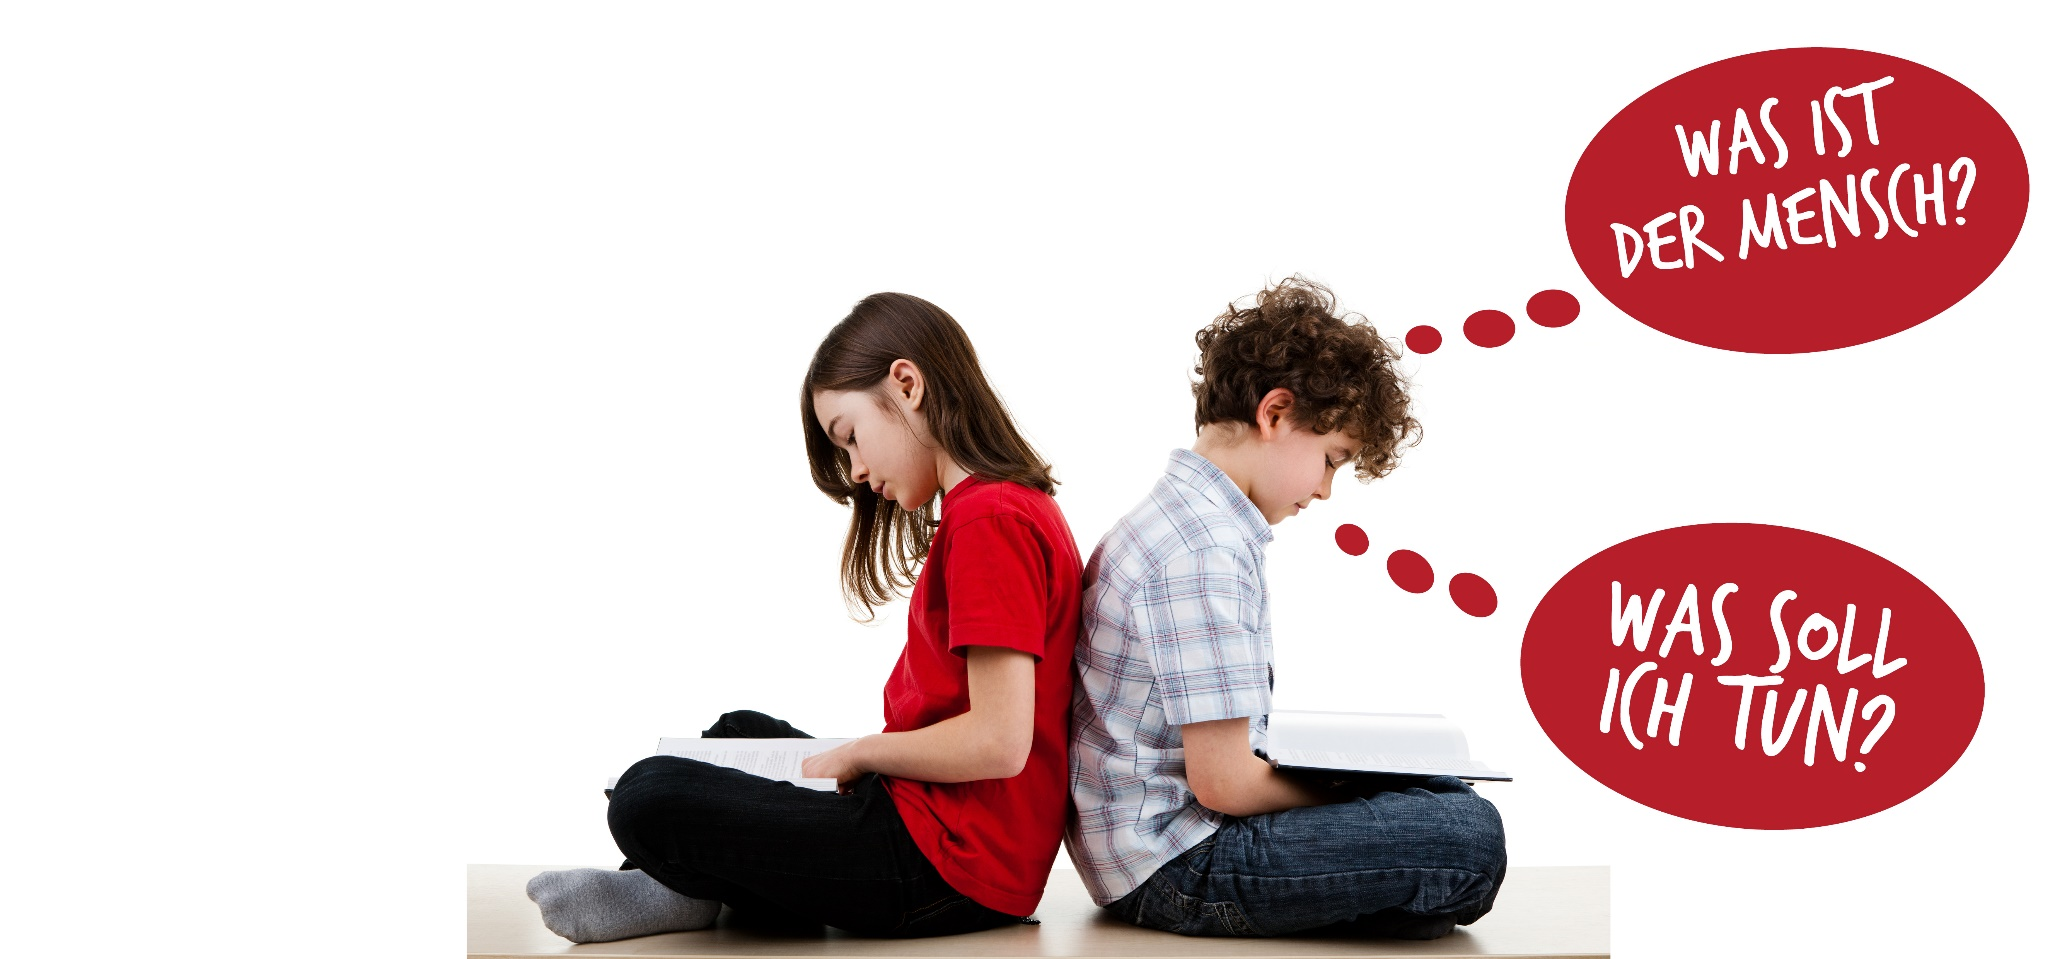 WAS IST
DER MENSCH?
WAS SOLL
ICH TUN?